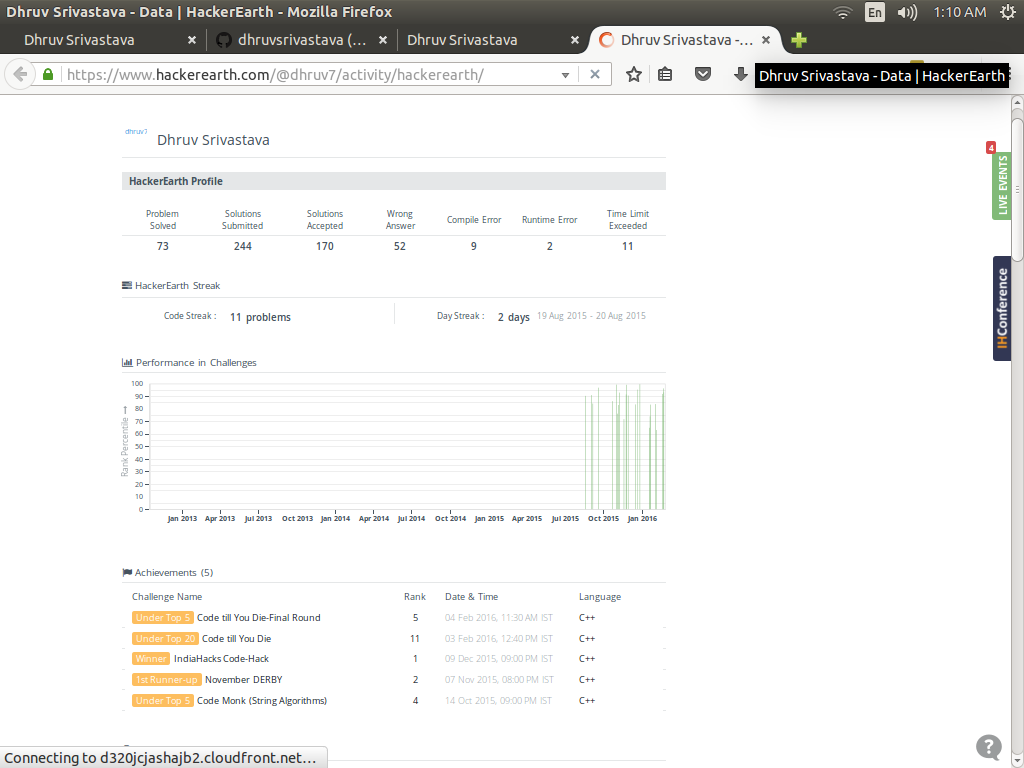 Dhruv Srivastava - Data | HackerEarth - Mozilla Firefox
En
1:10 AM
Dhruv Srivastava ×
dhruvsrivastava (... ×
Dhruv Srivastava ×
Dhruv Srivastava -... ×
https://www.hackerearth.com/@dhruv7/activity/hackerearth/
Dhruv Srivastava - Data | HackerEarth
dhruv7
Dhruv Srivastava
4
LIVE EVENTS
IHConference
HackerEarth Profile
Problem Solved
Solutions Submitted
Solutions Accepted
Wrong Answer
Compile Error
Runtime Error
Time Limit Exceeded
73 244 170 52 9 2 11
HackerEarth Streak
Code Streak : 11 problems
Day Streak : 2 days 19 Aug 2015 - 20 Aug 2015
Performance in Challenges
Rank Percentile →
100
90
80
70
60
50
40
30
20
10
0
Jan 2013 Apr 2013 Jul 2013 Oct 2013 Jan 2014 Apr 2014 Jul 2014 Oct 2014 Jan 2015 Apr 2015 Jul 2015 Oct 2015 Jan 2016
Achievements (5)
Challenge Name Rank Date & Time Language
Under Top 5 Code till You Die-Final Round 5 04 Feb 2016, 11:30 AM IST C++
Under Top 20 Code till You Die 11 03 Feb 2016, 12:40 PM IST C++
Winner IndiaHacks Code-Hack 1 09 Dec 2015, 09:00 PM IST C++
1st Runner-up November DERBY 2 07 Nov 2015, 08:00 PM IST C++
Under Top 5 Code Monk (String Algorithms) 4 14 Oct 2015, 09:00 PM IST C++
?
Connecting to d320jcjashajb2.cloudfront.net...